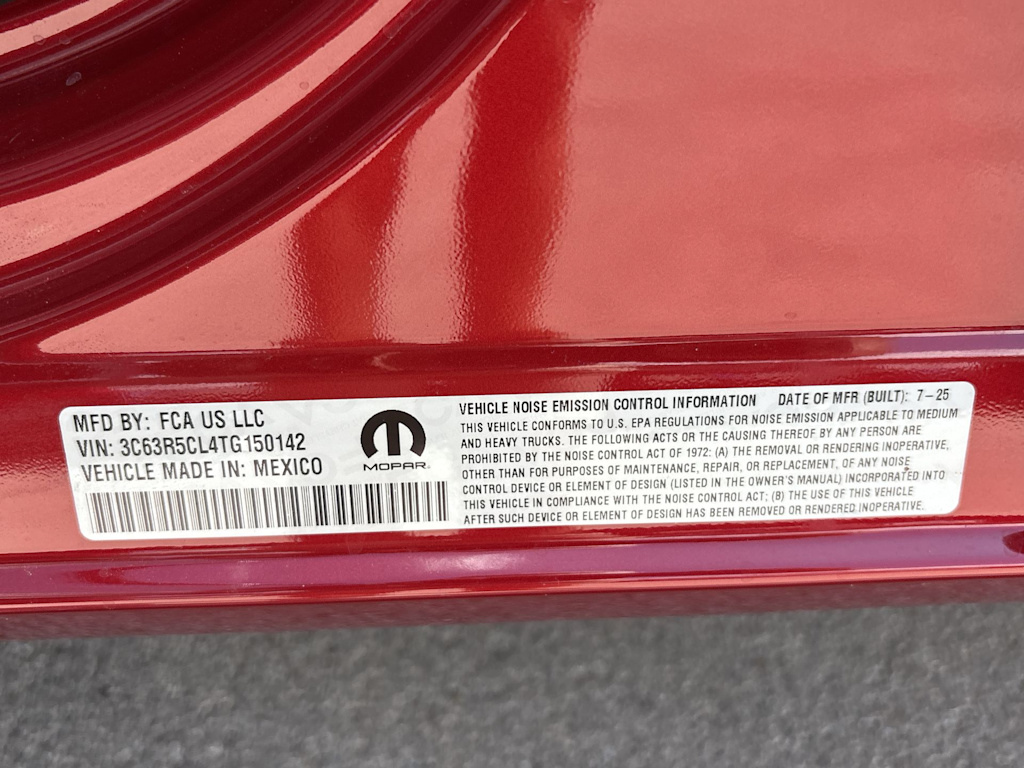 MFD BY: FCA US LLC
VIN: 3C63R5CL4TG150142
VEHICLE MADE IN: MEXICO
MOPAR
VEHICLE NOISE EMISSION CONTROL INFORMATION DATE OF MFR (BUILT): 7-25
THIS VEHICLE CONFORMS TO U.S. EPA REGULATIONS FOR NOISE EMISSION APPLICABLE TO MEDIUM
AND HEAVY TRUCKS. THE FOLLOWING ACTS OR THE CAUSING THEREOF BY ANY PERSON ARE
PROHIBITED BY THE NOISE CONTROL ACT OF 1972: (A) THE REMOVAL OR RENDERING INOPERATIVE,
OTHER THAN FOR PURPOSES OF MAINTENANCE, REPAIR, OR REPLACEMENT, OF ANY NOISE
CONTROL DEVICE OR ELEMENT OF DESIGN (LISTED IN THE OWNER'S MANUAL) INCORPORATED INTO
THIS VEHICLE IN COMPLIANCE WITH THE NOISE CONTROL ACT; (B) THE USE OF THIS VEHICLE
AFTER SUCH DEVICE OR ELEMENT OF DESIGN HAS BEEN REMOVED OR RENDERED INOPERATIVE.